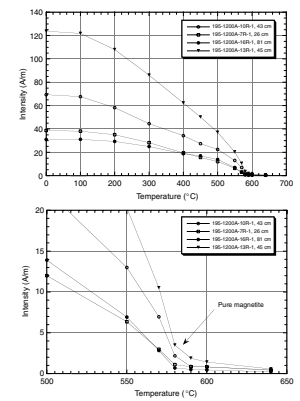 140
120
100
80
60
40
20
0
Intensity (A/m)
195-1200A-10R-1, 43 cm
195-1200A-7R-1, 26 cm
195-1200A-16R-1, 81 cm
195-1200A-13R-1, 45 cm
0 100 200 300 400 500 600 700
Temperature (°C)
20
15
10
5
0
Intensity (A/m)
195-1200A-10R-1, 43 cm
195-1200A-7R-1, 26 cm
195-1200A-16R-1, 81 cm
195-1200A-13R-1, 45 cm
Pure magnetite
500 550 600 650
Temperature (°C)